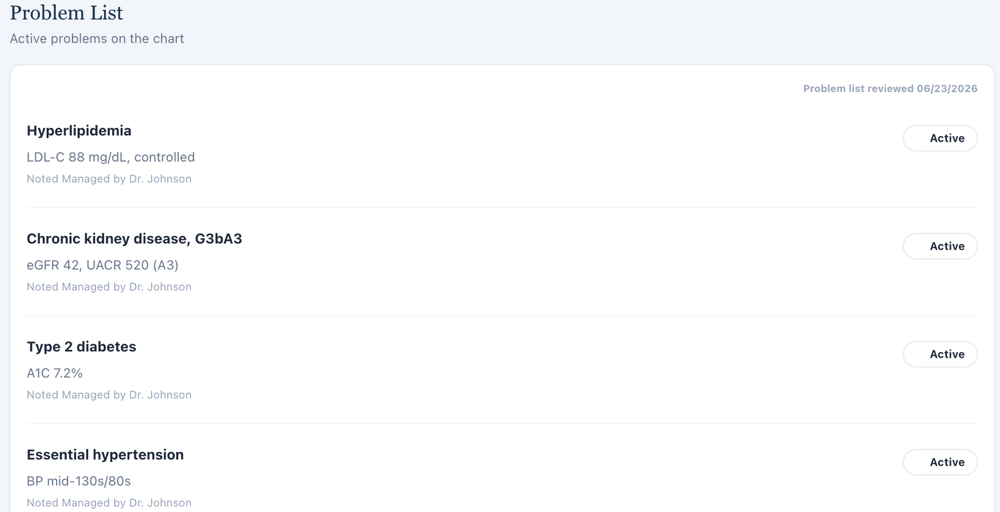 Problem List
Active problems on the chart
Problem list reviewed 06/23/2026
Hyperlipidemia
Active
LDL-C 88 mg/dL, controlled
Noted Managed by Dr. Johnson
Chronic kidney disease, G3bA3
Active
eGFR 42, UACR 520 (A3)
Noted Managed by Dr. Johnson
Type 2 diabetes
Active
A1C 7.2%
Noted Managed by Dr. Johnson
Essential hypertension
Active
BP mid-130s/80s
Noted Managed by Dr. Johnson